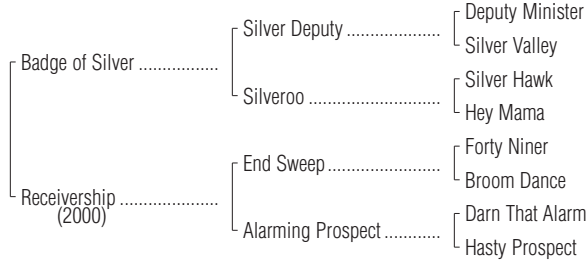 Deputy Minister
Silver Deputy ....................
Silver Valley
Badge of Silver ................
Silver Hawk
Silveroo ............................
Hey Mama
Forty Niner
End Sweep ........................
Broom Dance
Receivership ....................
(2000)
Darn That Alarm
Alarming Prospect ............
Hasty Prospect